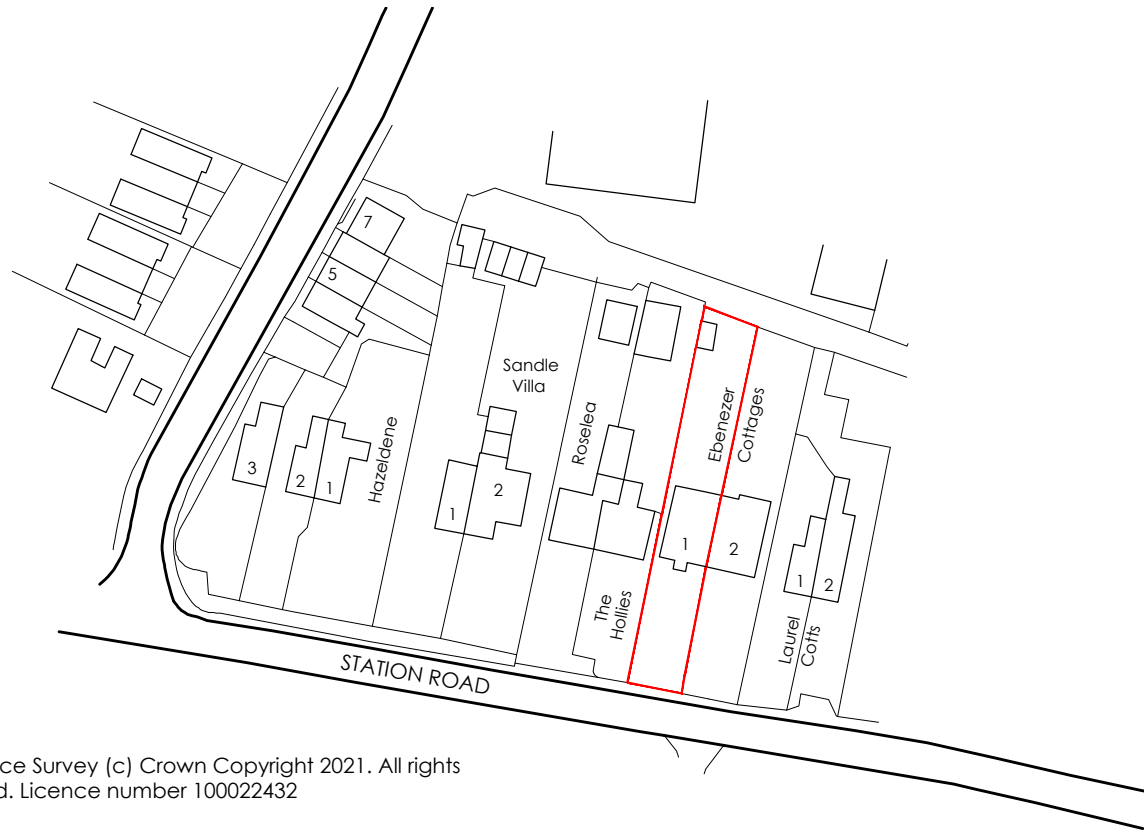 7
5
Sandle
Villa
Roselea
Ebenezer
Cottages
Hazeldene
3
2
1
1
2
1
2
1
2
The
Hollies
Laurel
Cotts
STATION ROAD
ce Survey (c) Crown Copyright 2021. All rights
d. Licence number 100022432